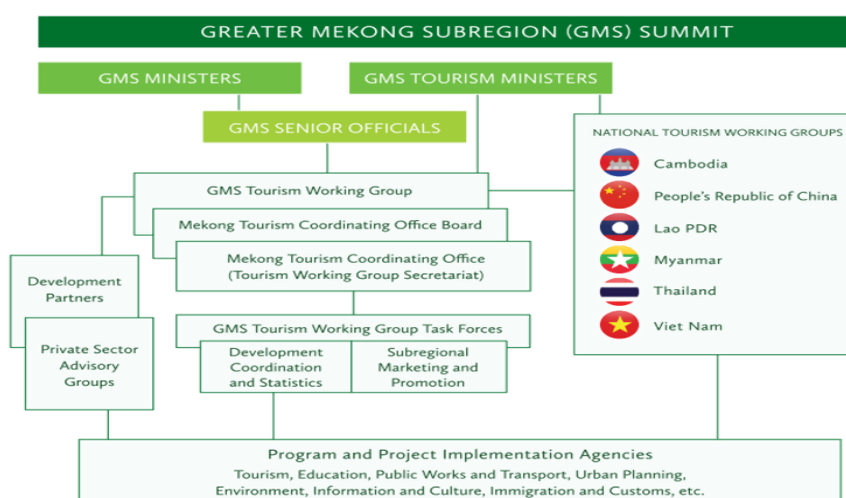 GREATER MEKONG SUBREGION (GMS) SUMMIT
GMS MINISTERS
GMS TOURISM MINISTERS
GMS SENIOR OFFICIALS
NATIONAL TOURISM WORKING GROUPS
Cambodia
People's Republic of China
Lao PDR
Myanmar
Thailand
Viet Nam
GMS Tourism Working Group
Mekong Tourism Coordinating Office Board
Mekong Tourism Coordinating Office
(Tourism Working Group Secretariat)
Development
Partners
Private Sector
Advisory
Groups
GMS Tourism Working Group Task Forces
Development
Coordination
and Statistics
Subregional
Marketing and
Promotion
Program and Project Implementation Agencies
Tourism, Education, Public Works and Transport, Urban Planning,
Environment, Information and Culture, Immigration and Customs, etc.